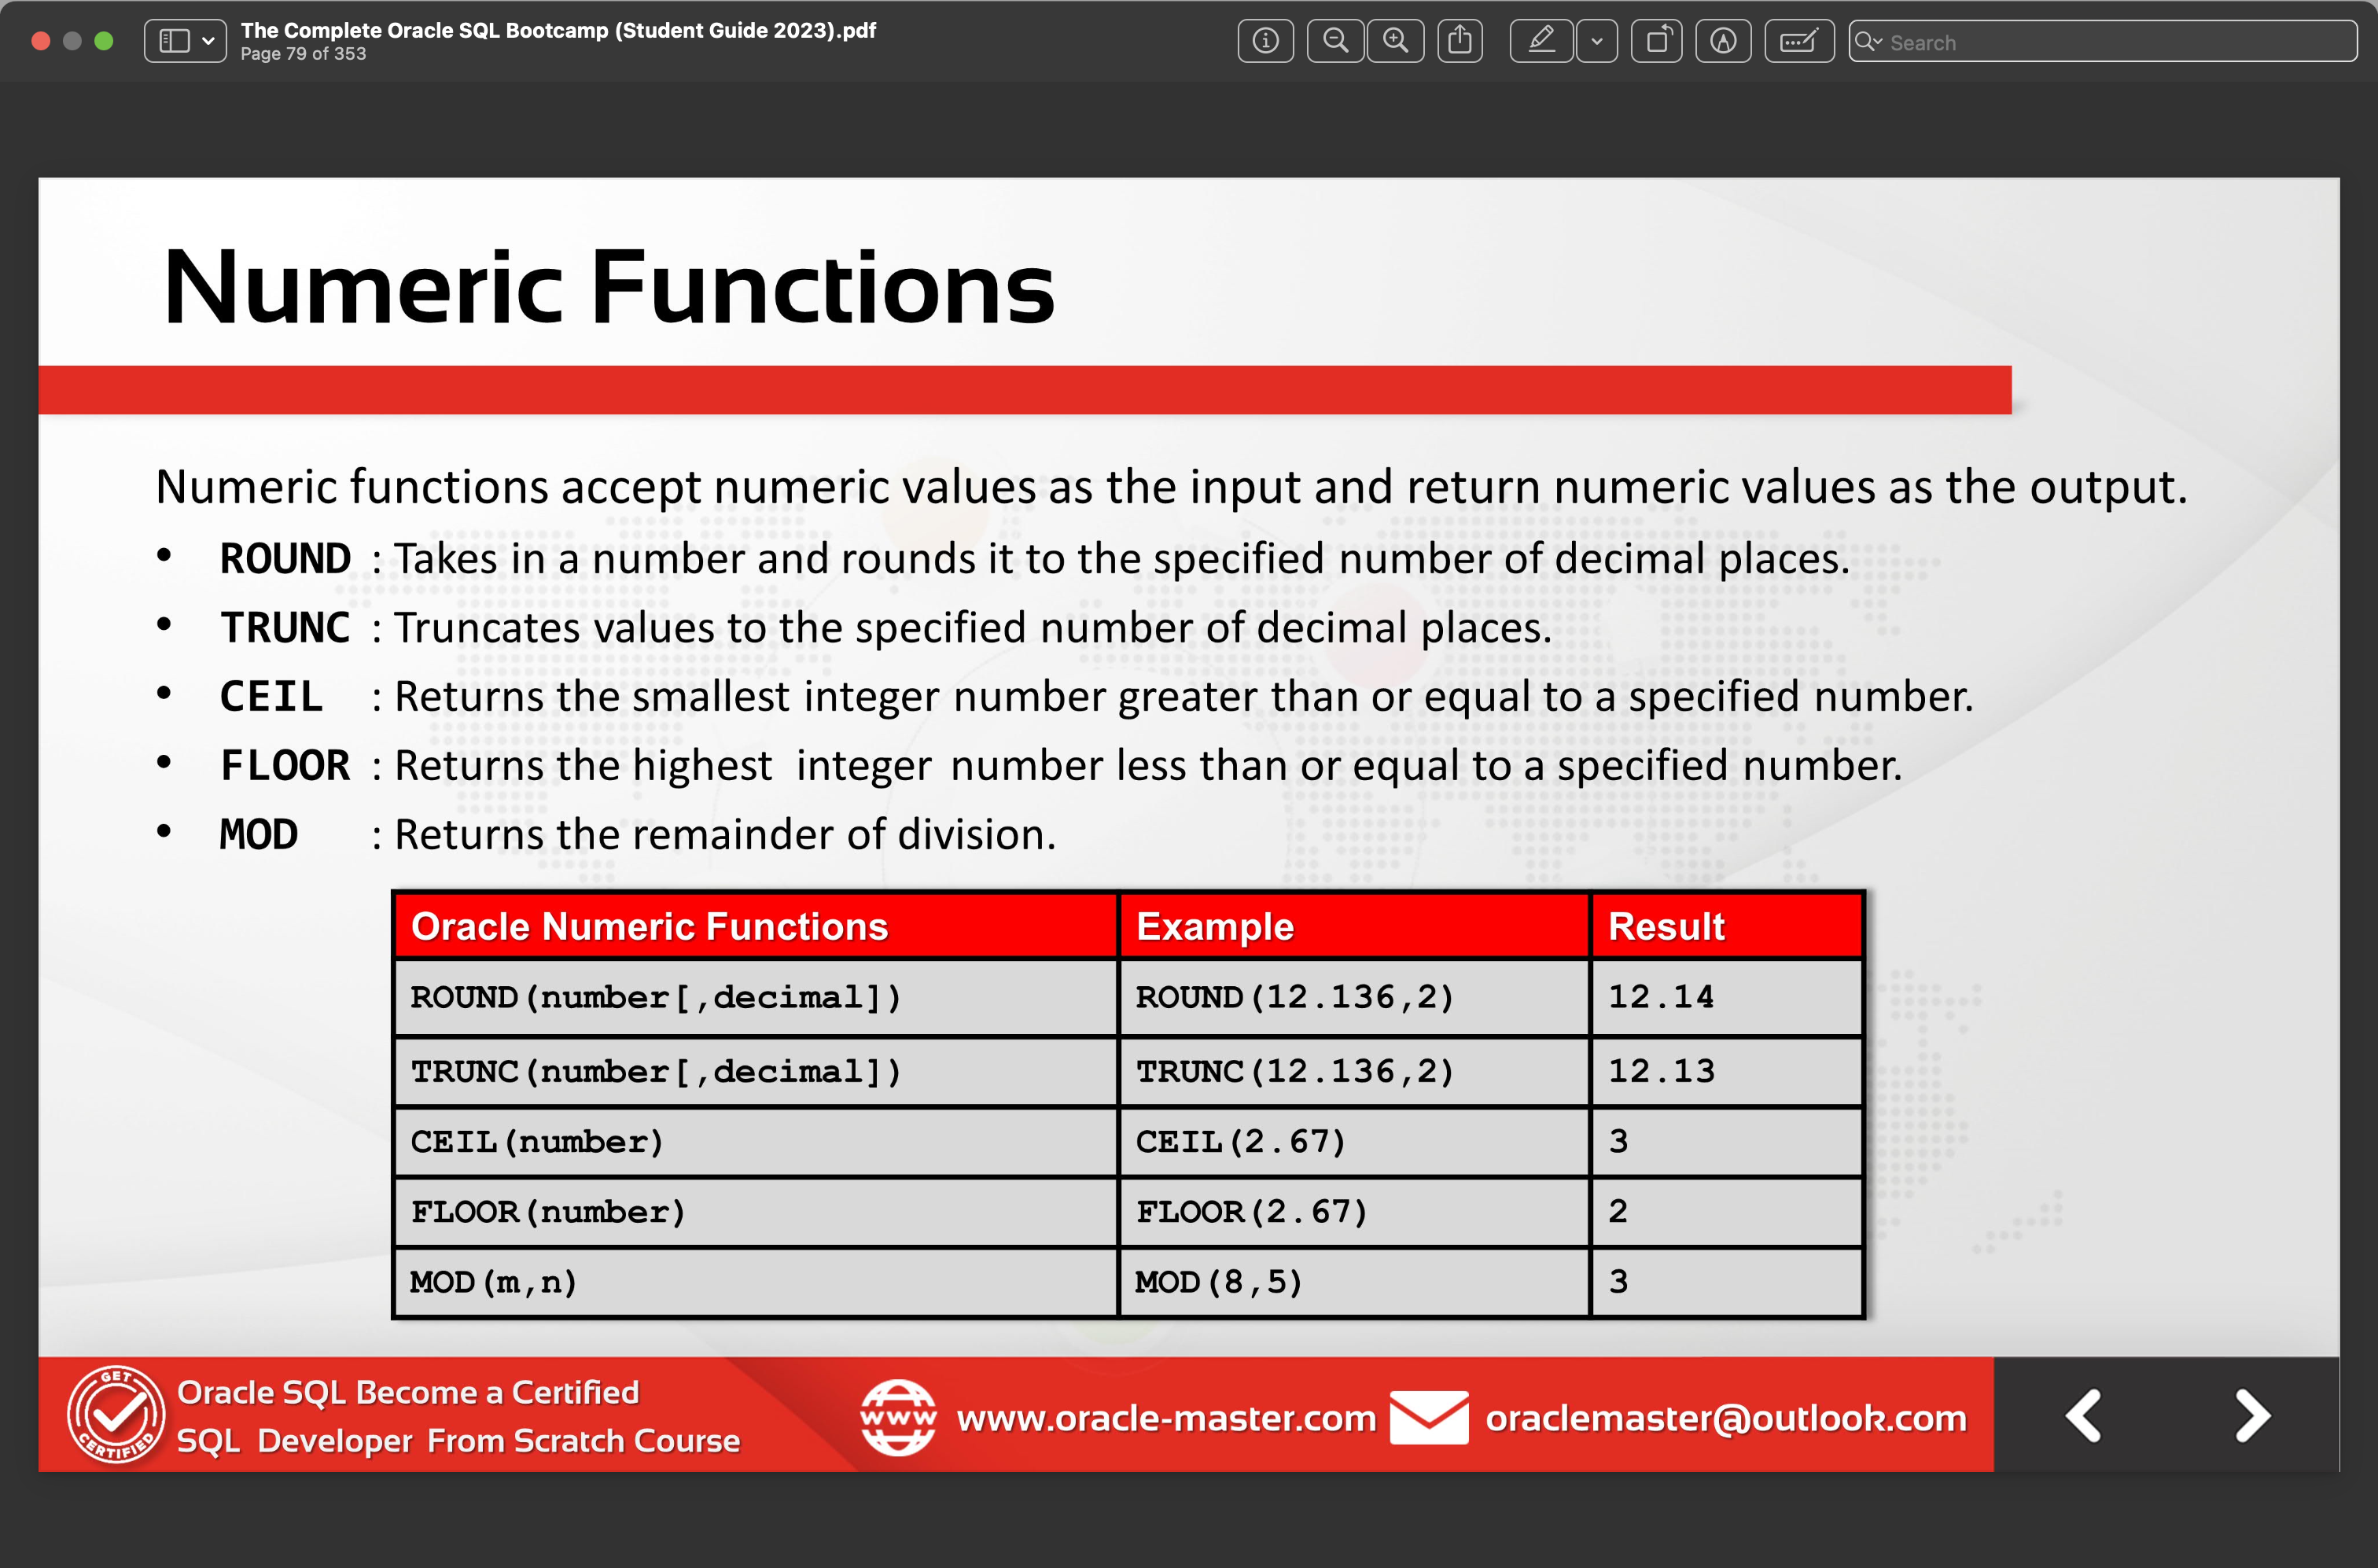 The Complete Oracle SQL Bootcamp (Student Guide 2023).pdf
Page 79 of 353
Search
Numeric Functions
Numeric functions accept numeric values as the input and return numeric values as the output.
• ROUND : Takes in a number and rounds it to the specified number of decimal places.
• TRUNC : Truncates values to the specified number of decimal places.
• CEIL : Returns the smallest integer number greater than or equal to a specified number.
• FLOOR : Returns the highest integer number less than or equal to a specified number.
• MOD : Returns the remainder of division.
Oracle Numeric Functions Example Result
ROUND(number[,decimal]) ROUND(12.136,2) 12.14
TRUNC(number[,decimal]) TRUNC(12.136,2) 12.13
CEIL(number) CEIL(2.67) 3
FLOOR(number) FLOOR(2.67) 2
MOD(m,n) MOD(8,5) 3
GET CERTIFIED
Oracle SQL Become a Certified
SQL Developer From Scratch Course
www
www.oracle-master.com
oraclemaster@outlook.com